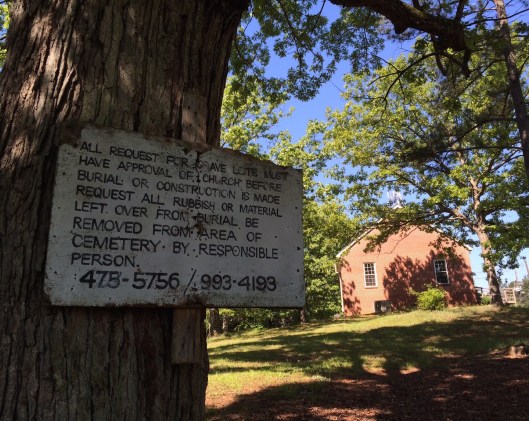 ALL REQUEST FOR GRAVE LOTS MUST
HAVE APPROVAL OF CHURCH BEFORE
BURIAL OR CONSTRUCTION IS MADE
REQUEST ALL RUBBISH OR MATERIAL
LEFT OVER FROM BURIAL BE
REMOVED FROM AREA OF
CEMETERY BY RESPONSIBLE
PERSON.
475-5756 / 993-4193